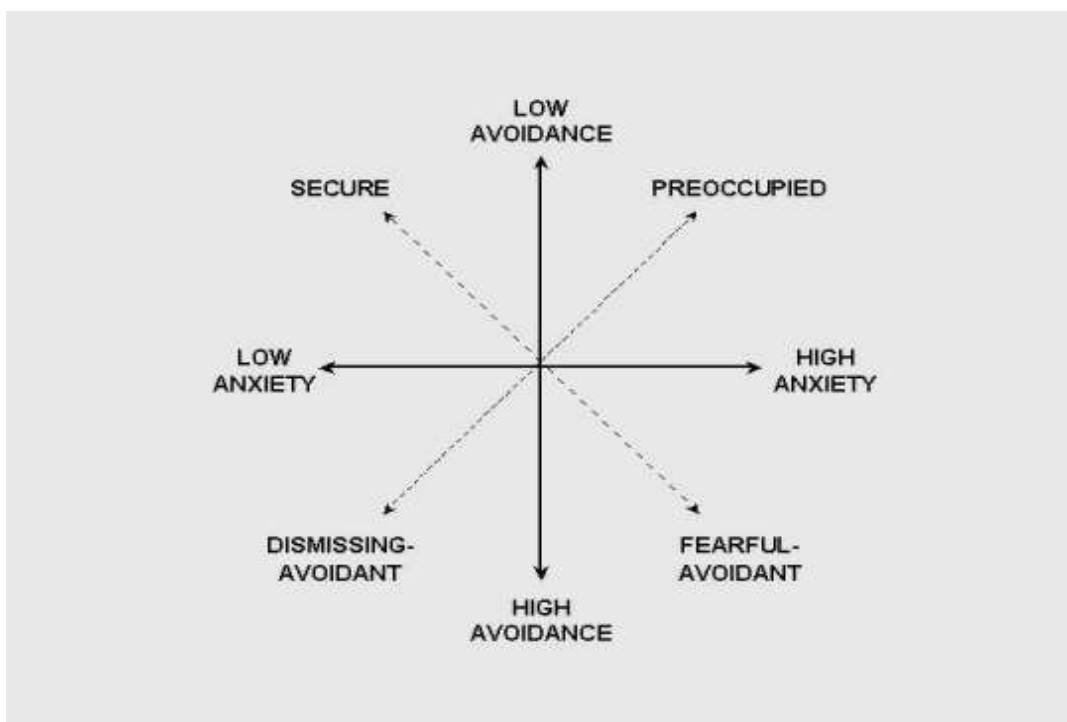 LOW
AVOIDANCE
SECURE
PREOCCUPIED
LOW
ANXIETY
HIGH
ANXIETY
DISMISSING-
AVOIDANT
FEARFUL-
AVOIDANT
HIGH
AVOIDANCE